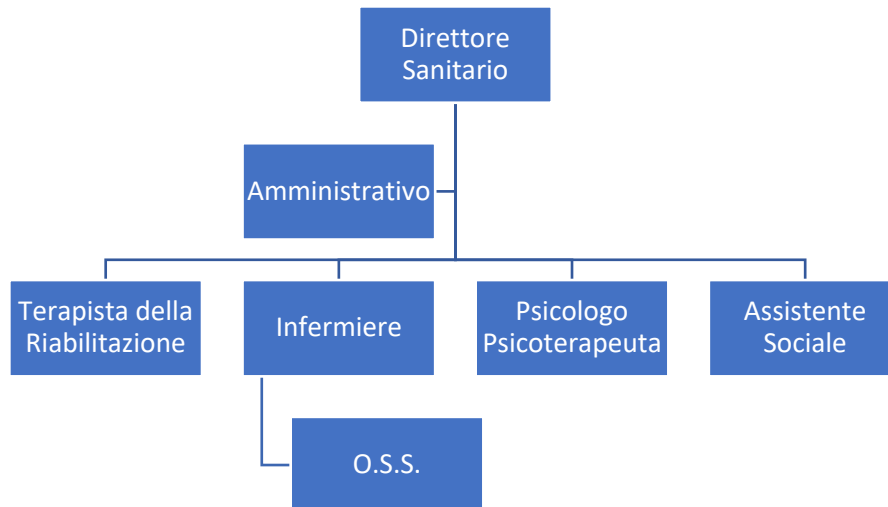 Direttore
Sanitario
Amministrativo
Terapista della
Riabilitazione
Infermiere
Psicologo
Psicoterapeuta
Assistente
Sociale
O.S.S.